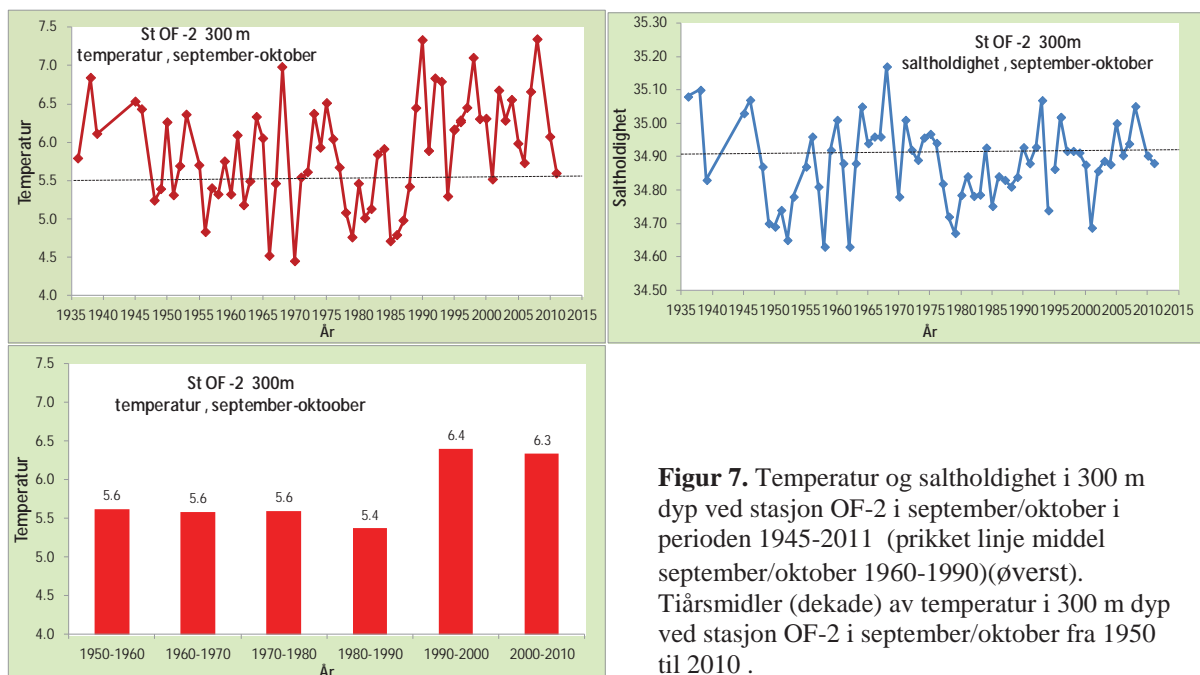 St OF -2 300 m
temperatur , september-oktober
7.5
7.0
6.5
6.0
5.5
5.0
4.5
4.0
Temperatur
1935 1940 1945 1950 1955 1960 1965 1970 1975 1980 1985 1990 1995 2000 2005 2010 2015
År
St OF -2 300m
saltholdighet , september-oktober
35.30
35.20
35.10
35.00
34.90
34.80
34.70
34.60
34.50
Saltholdighet
1935 1940 1945 1950 1955 1960 1965 1970 1975 1980 1985 1990 1995 2000 2005 2010 2015
År
St OF -2 300m
temperatur , september-oktoober
7.5
7.0
6.5
6.0
5.5
5.0
4.5
4.0
Temperatur
5.6 5.6 5.6 5.4 6.4 6.3
1950-1960 1960-1970 1970-1980 1980-1990 1990-2000 2000-2010
År
Figur 7. Temperatur og saltholdighet i 300 m
dyp ved stasjon OF-2 i september/oktober i
perioden 1945-2011 (prikket linje middel
september/oktober 1960-1990)(øverst).
Tiårsmidler (dekade) av temperatur i 300 m dyp
ved stasjon OF-2 i september/oktober fra 1950
til 2010 .